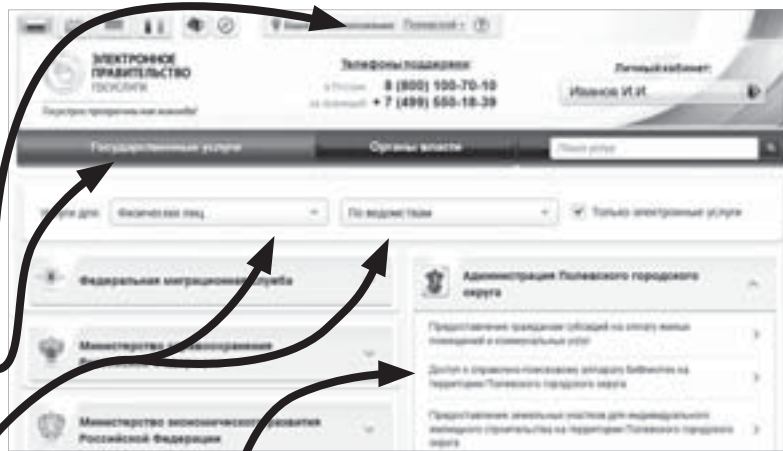 Полевской
ЭЛЕКТРОННОЕ
ПРАВИТЕЛЬСТВО
ГОСУСЛУГИ
Телефоны поддержки:
8 (800) 100-70-10
+ 7 (499) 550-18-39
Личный кабинет:
Иванов И.И.
Государственные услуги
Органы власти
Услуги для:
Физических лиц
По ведомствам
Только электронные услуги
Федеральная миграционная служба
Министерство здравоохранения
Министерство экономического развития
Российской Федерации
Администрация Полевского городского
округа
Предоставление гражданам субсидий на оплату жилых
помещений и коммунальных услуг
Доступ к справочно-поисковому аппарату библиотек на
территории Полевского городского округа
Предоставление земельных участков для индивидуального
жилищного строительства на территории Полевского городского
округа